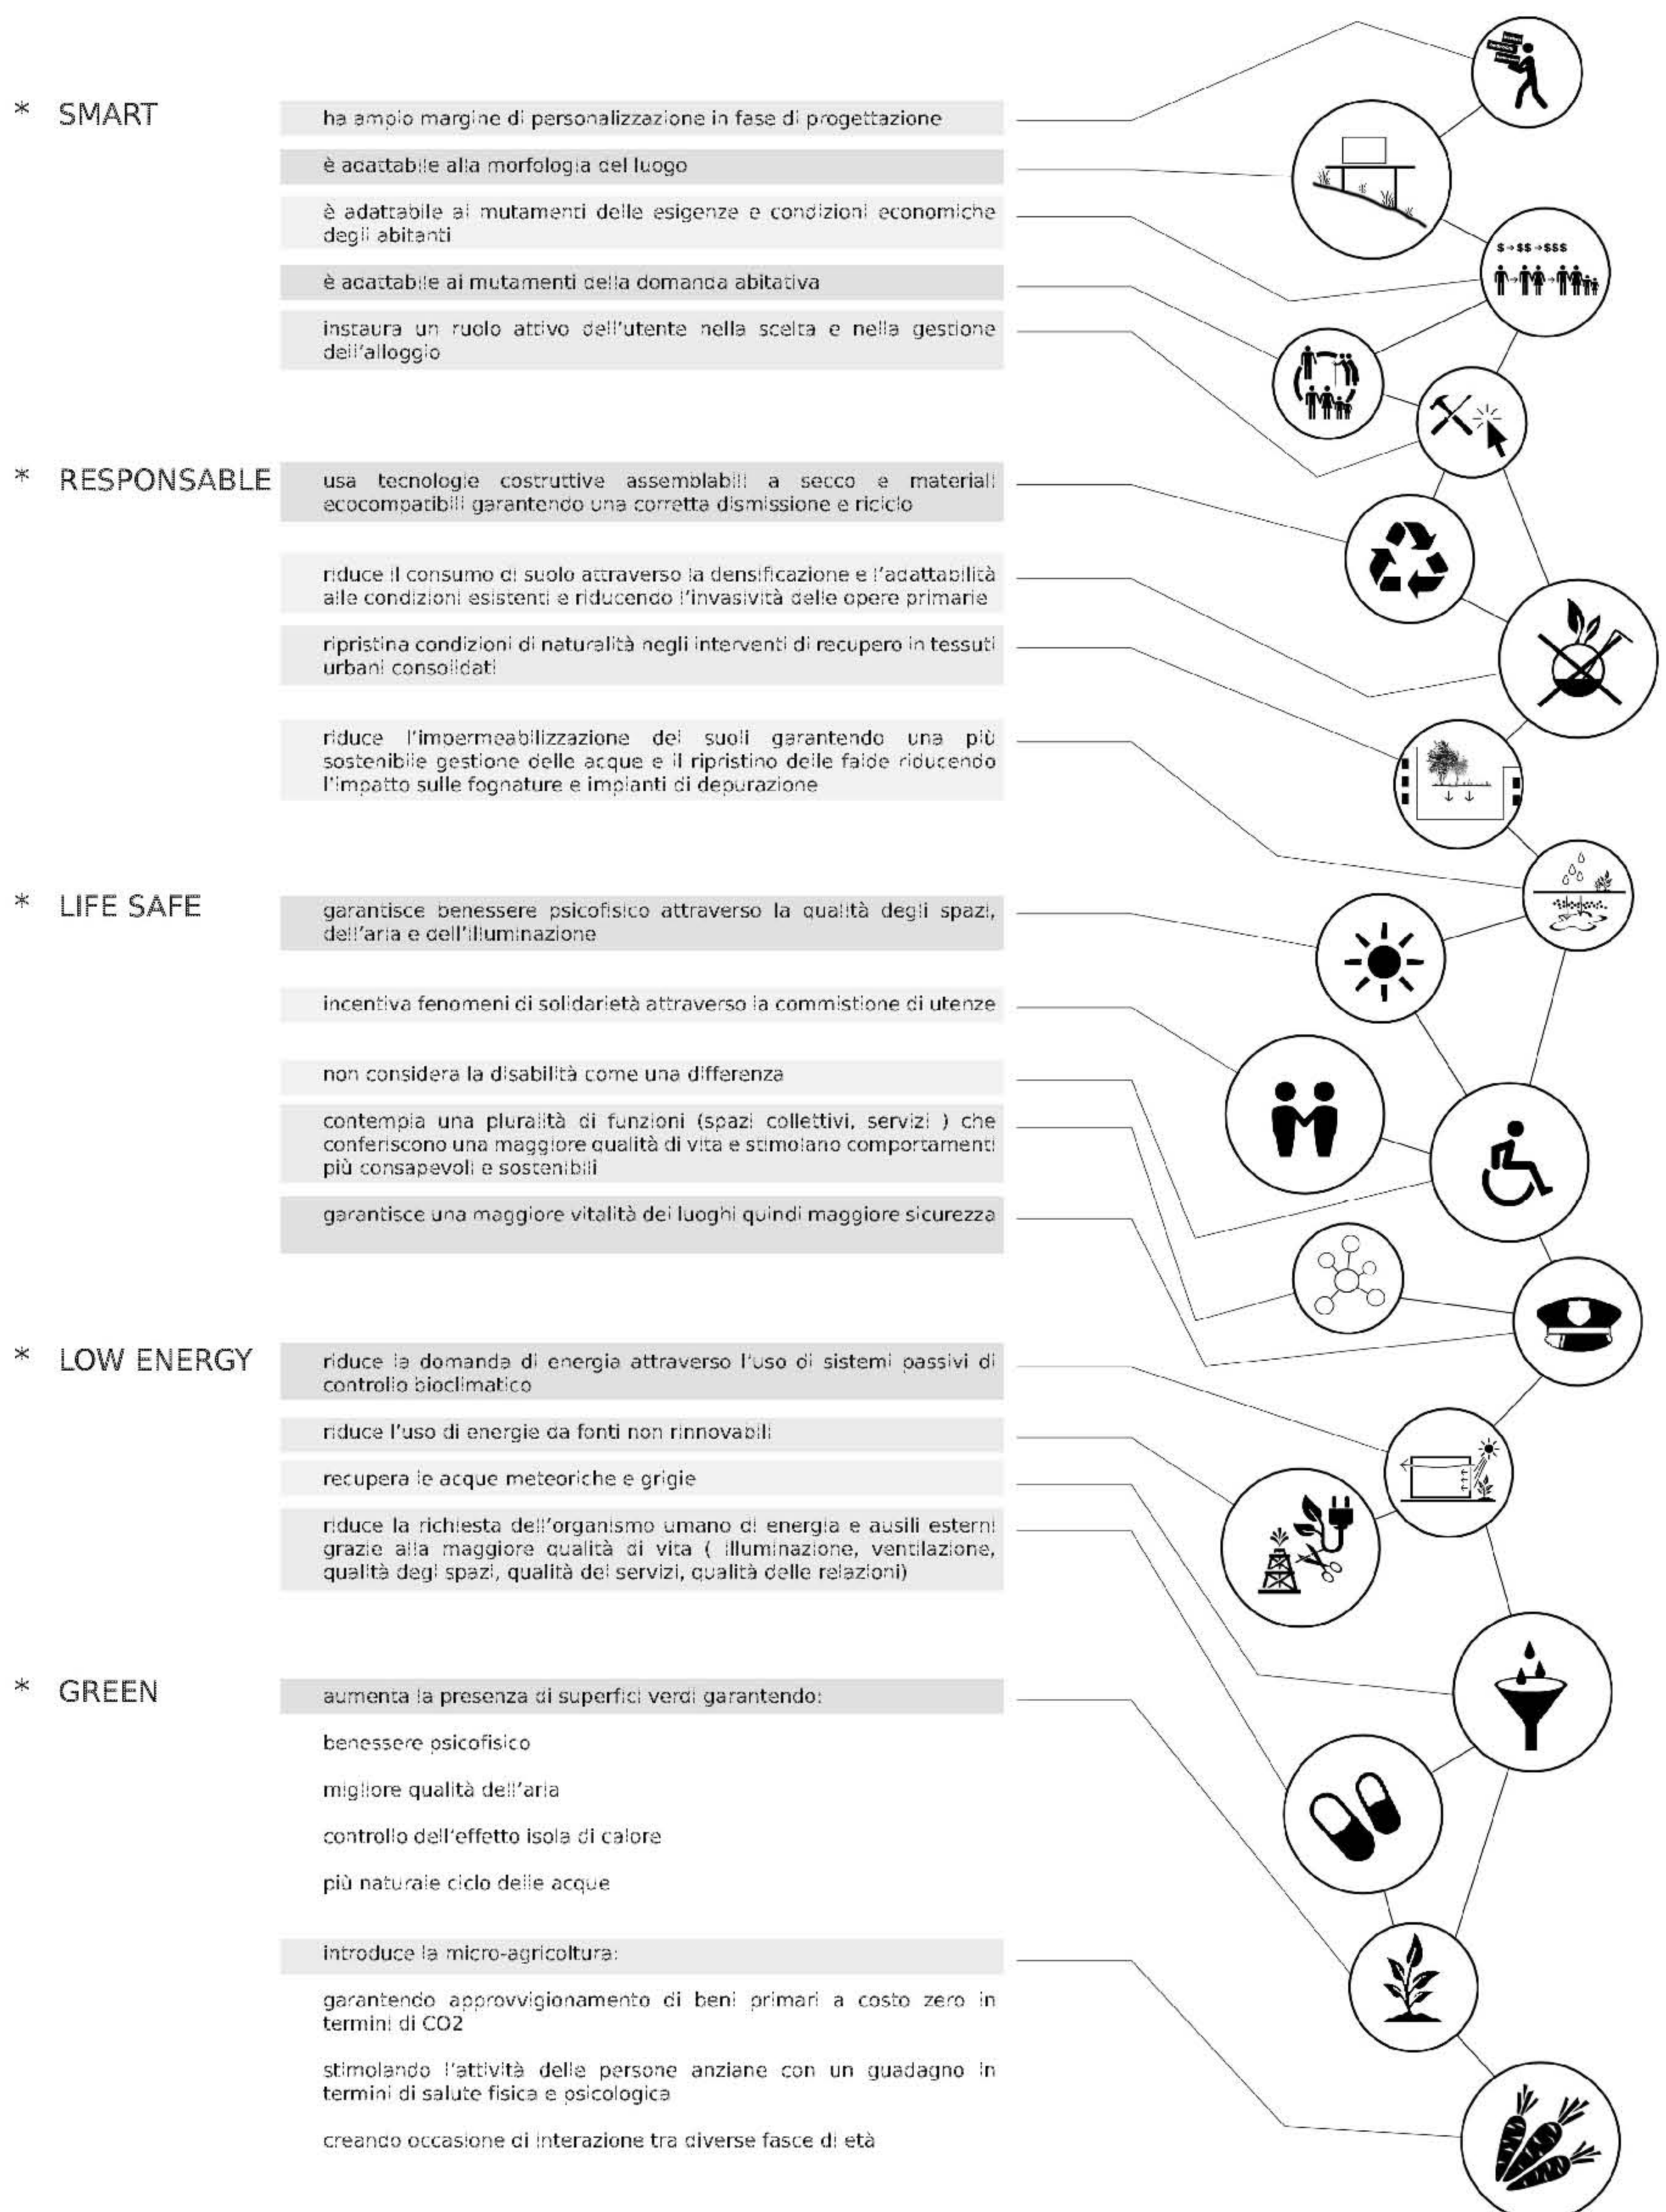 * SMART
ha ampio margine di personalizzazione in fase di progettazione
è adattabile alla morfologia del luogo
è adattabile ai mutamenti delle esigenze e condizioni economiche
degli abitanti
è adattabile ai mutamenti della domanda abitativa
instaura un ruolo attivo dell'utente nella scelta e nella gestione
dell'alloggio
$→$$→$$$
* RESPONSABLE
usa tecnologie costruttive assemblabili a secco e materiali
ecocompatibili garantendo una corretta dismissione e riciclo
riduce il consumo di suolo attraverso la densificazione e l'adattabilità
alle condizioni esistenti e riducendo l'invasività delle opere primarie
ripristina condizioni di naturalità negli interventi di recupero in tessuti
urbani consolidati
riduce l'impermeabilizzazione dei suoli garantendo una più
sostenibile gestione delle acque e il ripristino delle falde riducendo
l'impatto sulle fognature e impianti di depurazione
* LIFE SAFE
garantisce benessere psicofisico attraverso la qualità degli spazi,
dell'aria e dell'illuminazione
incentiva fenomeni di solidarietà attraverso la commistione di utenze
non considera la disabilità come una differenza
contempla una pluralità di funzioni (spazi collettivi, servizi ) che
conferiscono una maggiore qualità di vita e stimolano comportamenti
più consapevoli e sostenibili
garantisce una maggiore vitalità dei luoghi quindi maggiore sicurezza
* LOW ENERGY
riduce la domanda di energia attraverso l'uso di sistemi passivi di
controllo bioclimatico
riduce l'uso di energie da fonti non rinnovabili
recupera le acque meteoriche e grigie
riduce la richiesta dell'organismo umano di energia e ausili esterni
grazie alla maggiore qualità di vita ( illuminazione, ventilazione,
qualità degi spazi, qualità dei servizi, qualità delle relazioni)
* GREEN
aumenta la presenza di superfici verdi garantendo:
benessere psicofisico
migliore qualità dell'aria
controllo dell'effetto isola di calore
più naturale ciclo delle acque
introduce la micro-agricoltura:
garantendo approvvigionamento di beni primari a costo zero in
termini di CO2
stimolando l'attività delle persone anziane con un guadagno in
termini di salute fisica e psicologica
creando occasione di interazione tra diverse fasce di età